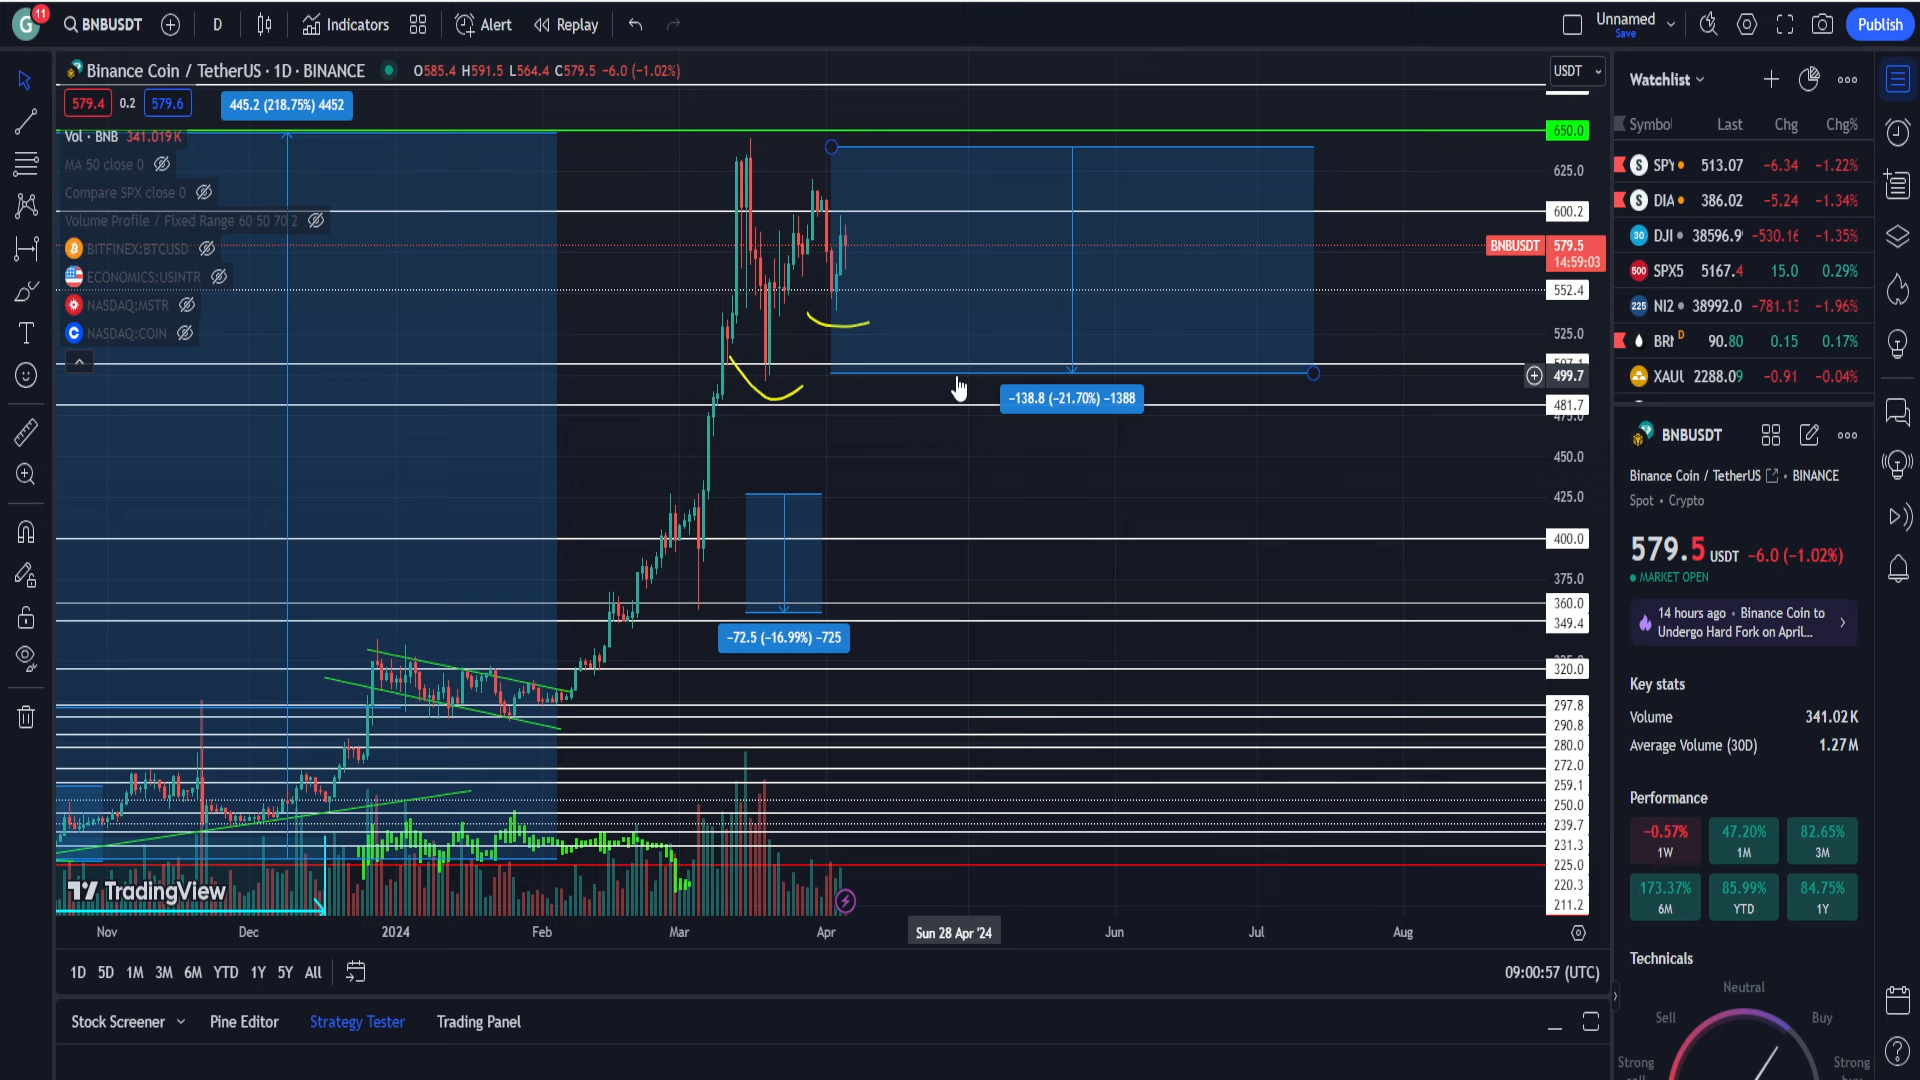 G
11
BNBUSDT
D
Indicators
Alert
Replay
Unnamed
Save
Publish
Binance Coin / TetherUS · 1D · BINANCE
O585.4 H591.5 L564.4 C579.5 −6.0 (−1.02%)
USDT
579.4
0.2
579.6
445.2 (218.75%) 4452
Vol · BNB 341.019K
MA 50 close 0
Compare SPX close 0
Volume Profile / Fixed Range 60 50 70 2
BITFINEX:BTCUSD
ECONOMICS:USINTR
NASDAQ:MSTR
NASDAQ:COIN
650.0
625.0
600.2
BNBUSDT 579.5
14:59:03
552.4
525.0
499.7
481.7
450.0
425.0
400.0
375.0
360.0
349.4
320.0
297.8
290.8
280.0
272.0
259.1
250.0
239.7
231.3
225.0
220.3
211.2
−138.8 (−21.70%) −1388
−72.5 (−16.99%) −725
TradingView
Nov
Dec
2024
Feb
Mar
Apr
Sun 28 Apr '24
Jun
Jul
Aug
1D 5D 1M 3M 6M YTD 1Y 5Y All
09:00:57 (UTC)
Stock Screener
Pine Editor
Strategy Tester
Trading Panel
Watchlist
Symbol Last Chg Chg%
S SPY 513.07 −6.34 −1.22%
S DIA 386.02 −5.24 −1.34%
30 DJI 38596.9 −530.16 −1.35%
500 SPX5 5167.4 15.0 0.29%
225 NI2 38992.0 −781.13 −1.96%
BRN D 90.80 0.15 0.17%
XAU 2288.09 −0.91 −0.04%
BNBUSDT
Binance Coin / TetherUS • BINANCE
Spot • Crypto
579.5 USDT −6.0 (−1.02%)
MARKET OPEN
14 hours ago • Binance Coin to
Undergo Hard Fork on April...
Key stats
Volume 341.02K
Average Volume (30D) 1.27M
Performance
−0.57% 47.20% 82.65%
1W 1M 3M
173.37% 85.99% 84.75%
6M YTD 1Y
Technicals
Neutral
Sell
Buy
Strong
Strong